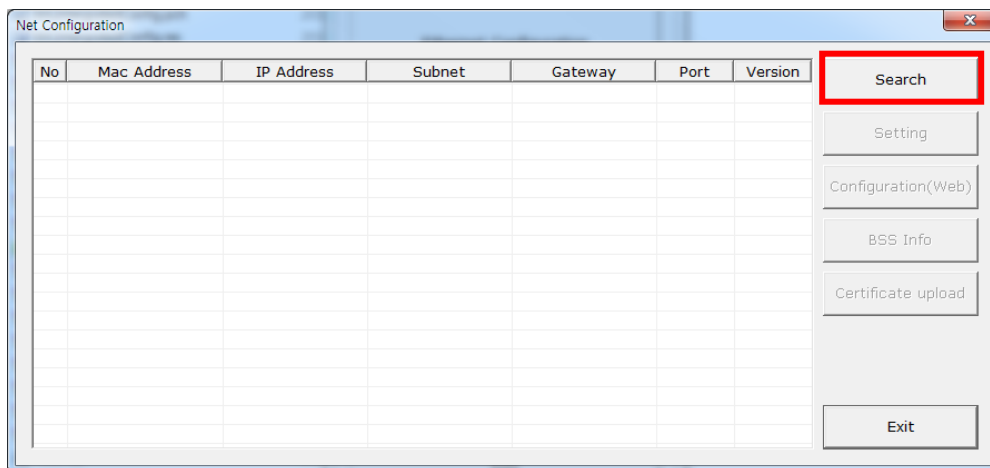 Net Configuration
No Mac Address IP Address Subnet Gateway Port Version
Search
Setting
Configuration(Web)
BSS Info
Certificate upload
Exit